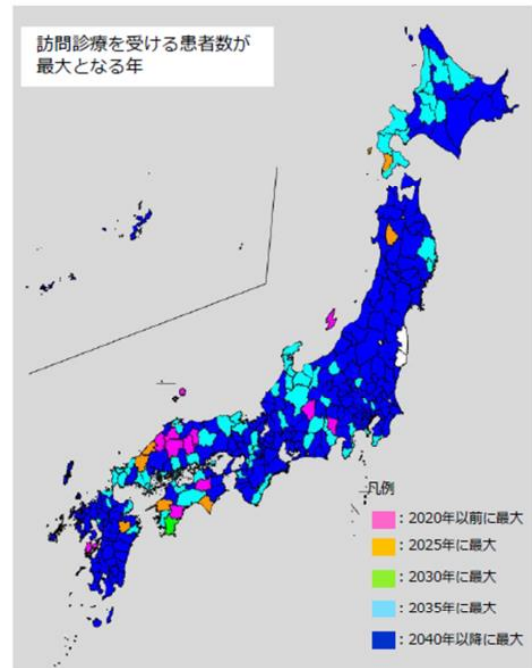 訪問診療を受ける患者数が
最大となる年
凡例
：2020年以前に最大
：2025年に最大
：2030年に最大
：2035年に最大
：2040年以降に最大